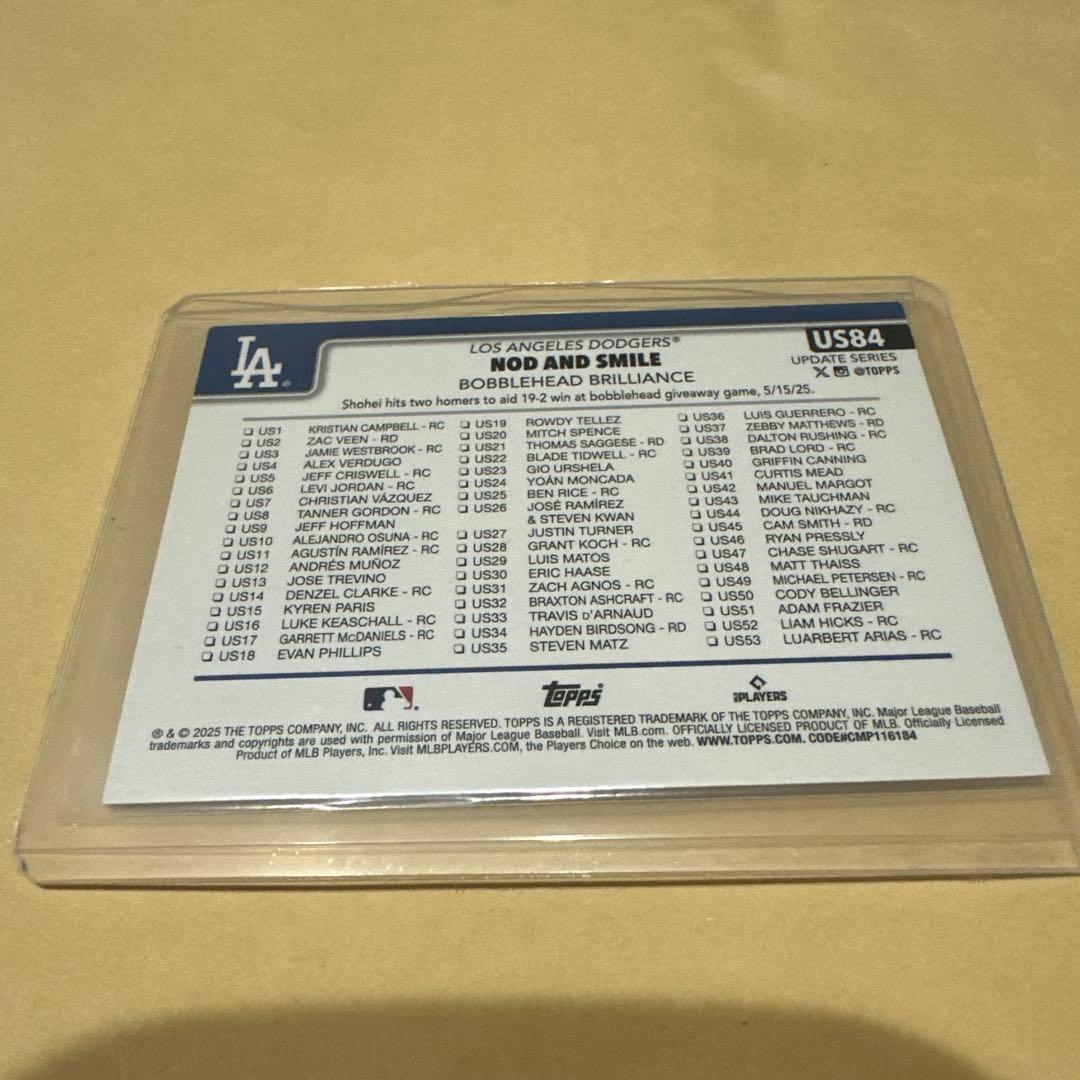 LA
LOS ANGELES DODGERS®
NOD AND SMILE
BOBBLEHEAD BRILLIANCE
US84
UPDATE SERIES
@TOPPS
Shohei hits two homers to aid 19-2 win at bobblehead giveaway game, 5/15/25.
US1 KRISTIAN CAMPBELL - RC
US2 ZAC VEEN - RD
US3 JAMIE WESTBROOK - RC
US4 ALEX VERDUGO
US5 JEFF CRISWELL - RC
US6 LEVI JORDAN - RC
US7 CHRISTIAN VÁZQUEZ
US8 TANNER GORDON - RC
US9 JEFF HOFFMAN
US10 ALEJANDRO OSUNA - RC
US11 AGUSTÍN RAMÍREZ - RC
US12 ANDRÉS MUÑOZ
US13 JOSE TREVINO
US14 DENZEL CLARKE - RC
US15 KYREN PARIS
US16 LUKE KEASCHALL - RC
US17 GARRETT McDANIELS - RC
US18 EVAN PHILLIPS
US19 ROWDY TELLEZ
US20 MITCH SPENCE
US21 THOMAS SAGGESE - RD
US22 BLADE TIDWELL - RC
US23 GIO URSHELA
US24 YOÁN MONCADA
US25 BEN RICE - RC
US26 JOSÉ RAMÍREZ
& STEVEN KWAN
US27 JUSTIN TURNER
US28 GRANT KOCH - RC
US29 LUIS MATOS
US30 ERIC HAASE
US31 ZACH AGNOS - RC
US32 BRAXTON ASHCRAFT - RC
US33 TRAVIS D'ARNAUD
US34 HAYDEN BIRDSONG - RD
US35 STEVEN MATZ
US36 LUIS GUERRERO - RC
US37 ZEBBY MATTHEWS - RD
US38 DALTON RUSHING - RC
US39 BRAD LORD - RC
US40 GRIFFIN CANNING
US41 CURTIS MEAD
US42 MANUEL MARGOT
US43 MIKE TAUCHMAN
US44 DOUG NIKHAZY - RC
US45 CAM SMITH - RD
US46 RYAN PRESSLY
US47 CHASE SHUGART - RC
US48 MATT THAISS
US49 MICHAEL PETERSEN - RC
US50 CODY BELLINGER
US51 ADAM FRAZIER
US52 LIAM HICKS - RC
US53 LUARBERT ARIAS - RC
Topps®
MLBPLAYERS
® & © 2025 THE TOPPS COMPANY, INC. ALL RIGHTS RESERVED. TOPPS IS A REGISTERED TRADEMARK OF THE TOPPS COMPANY, INC. Major League Baseball
trademarks and copyrights are used with permission of Major League Baseball. Visit MLB.com. OFFICIALLY LICENSED PRODUCT OF MLB. Officially Licensed
Product of MLB Players, Inc. Visit MLBPLAYERS.COM, the Players Choice on the web. WWW.TOPPS.COM. CODE#CMP116184